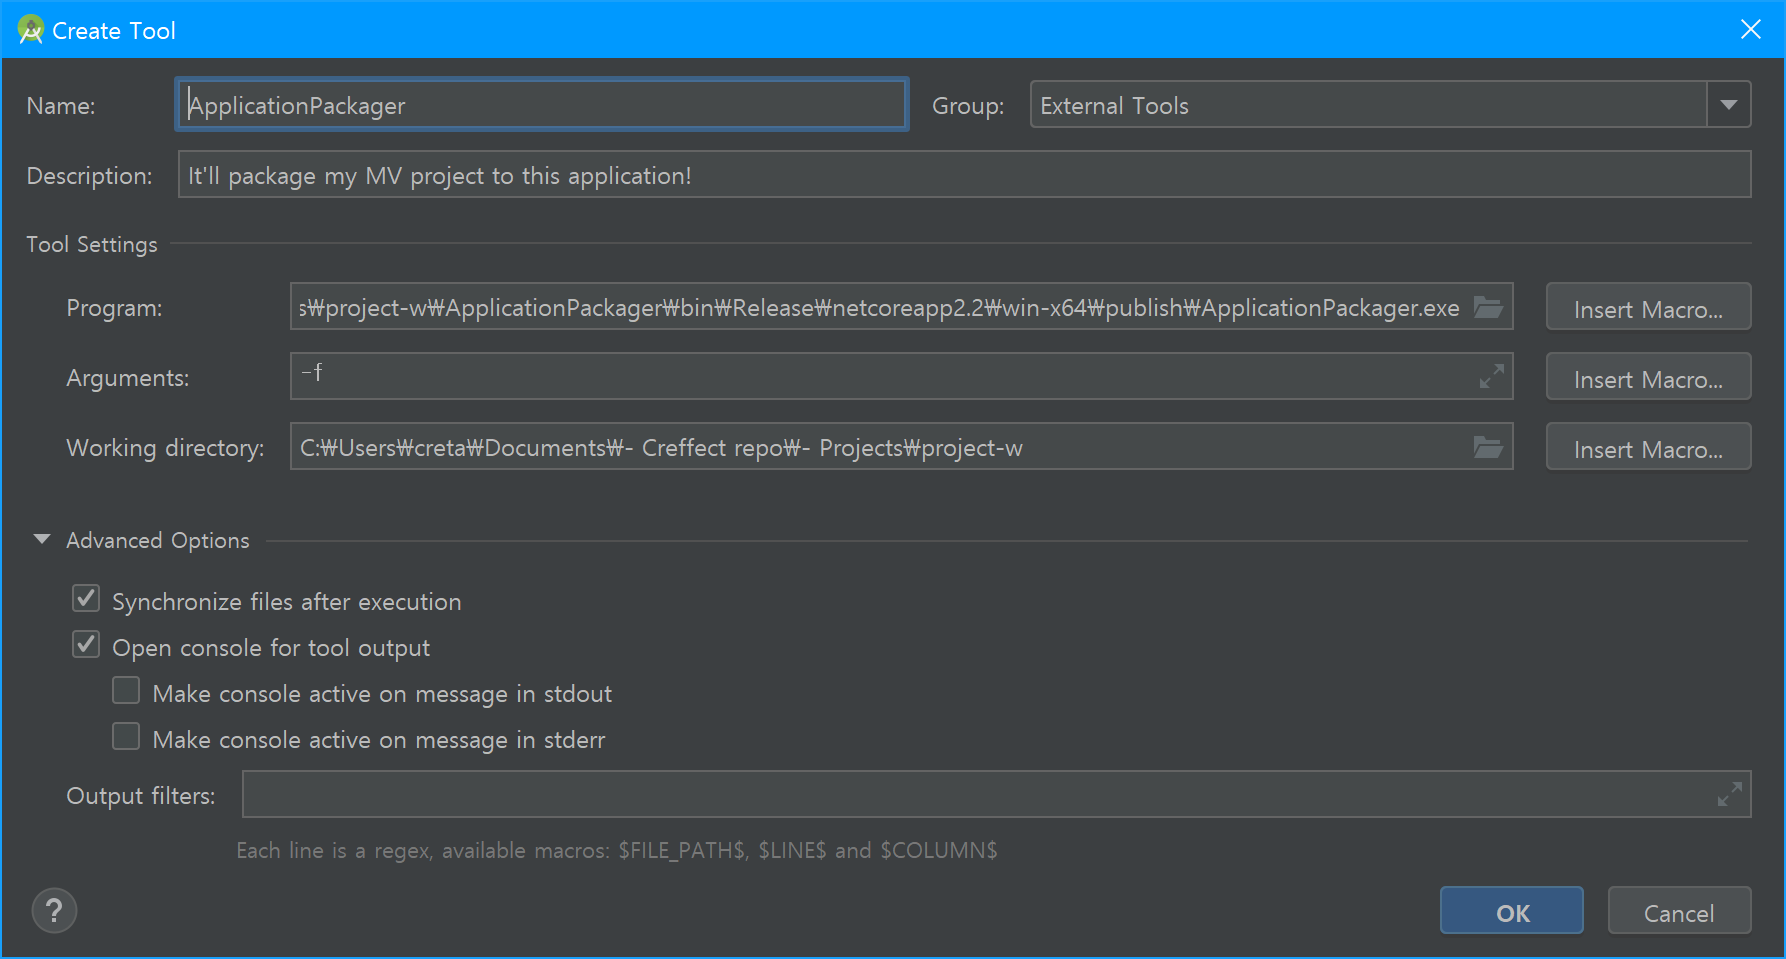 Create Tool
Name: ApplicationPackager Group: External Tools
Description: It'll package my MV project to this application!
Tool Settings
Program: s₩project-w₩ApplicationPackager₩bin₩Release₩netcoreapp2.2₩win-x64₩publish₩ApplicationPackager.exe Insert Macro...
Arguments: -f Insert Macro...
Working directory: C:₩Users₩creta₩Documents₩- Creffect repo₩- Projects₩project-w Insert Macro...
Advanced Options
Synchronize files after execution
Open console for tool output
Make console active on message in stdout
Make console active on message in stderr
Output filters:
Each line is a regex, available macros: $FILE_PATH$, $LINE$ and $COLUMN$
? OK Cancel